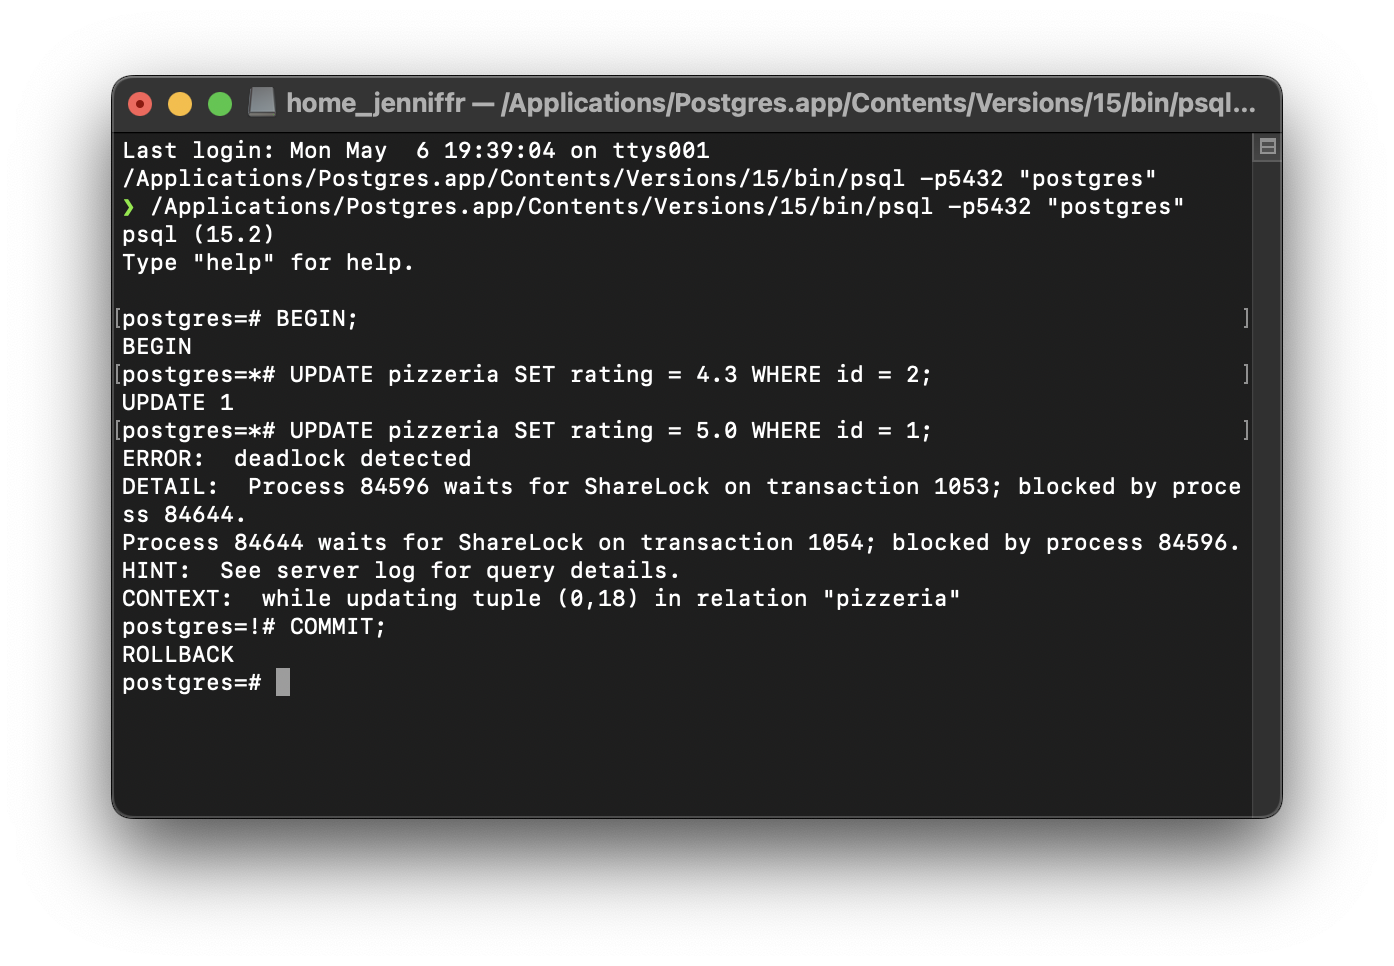 home_jenniffr — /Applications/Postgres.app/Contents/Versions/15/bin/psql...
Last login: Mon May  6 19:39:04 on ttys001
/Applications/Postgres.app/Contents/Versions/15/bin/psql -p5432 "postgres"
❯ /Applications/Postgres.app/Contents/Versions/15/bin/psql -p5432 "postgres"
psql (15.2)
Type "help" for help.
[postgres=# BEGIN; ]
BEGIN
[postgres=*# UPDATE pizzeria SET rating = 4.3 WHERE id = 2; ]
UPDATE 1
[postgres=*# UPDATE pizzeria SET rating = 5.0 WHERE id = 1; ]
ERROR:  deadlock detected
DETAIL:  Process 84596 waits for ShareLock on transaction 1053; blocked by proce
ss 84644.
Process 84644 waits for ShareLock on transaction 1054; blocked by process 84596.
HINT:  See server log for query details.
CONTEXT:  while updating tuple (0,18) in relation "pizzeria"
postgres=!# COMMIT;
ROLLBACK
postgres=#